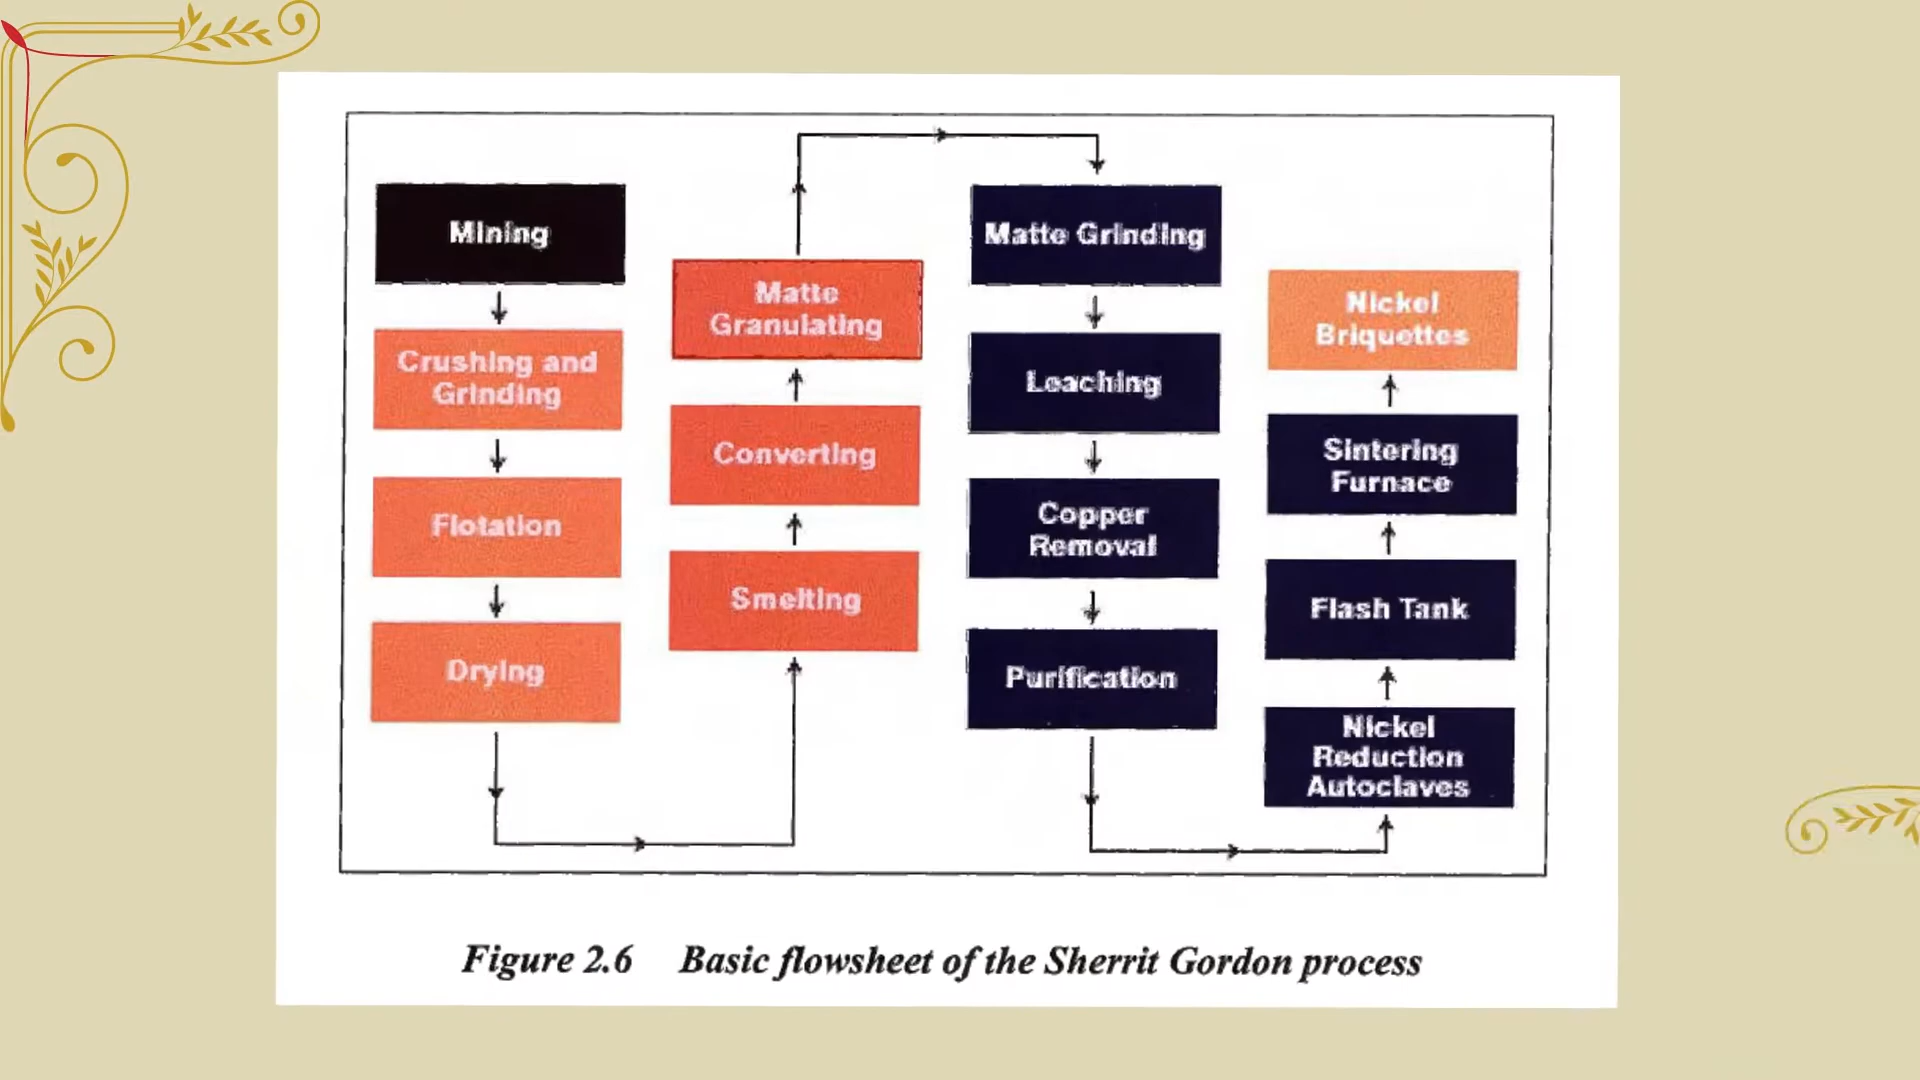 Mining
Crushing and
Grinding
Flotation
Drying
Smelting
Converting
Matte
Granulating
Matte Grinding
Leaching
Copper
Removal
Purification
Nickel
Reduction
Autoclaves
Flash Tank
Sintering
Furnace
Nickel
Briquettes
Figure 2.6 Basic flowsheet of the Sherrit Gordon process